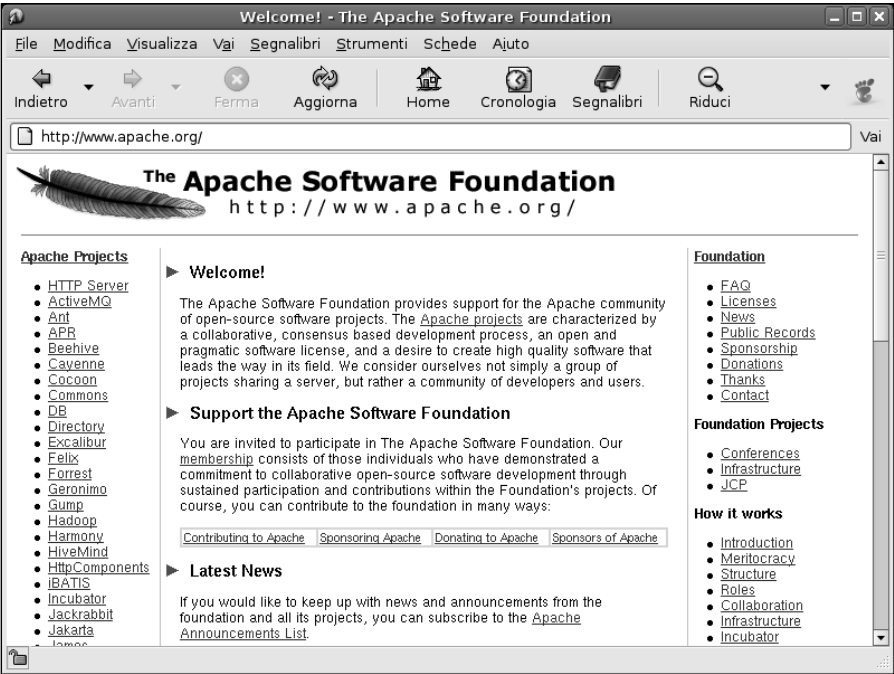 Welcome! - The Apache Software Foundation
File Modifica Visualizza Vai Segnalibri Strumenti Schede Aiuto
Indietro Avanti Ferma Aggiorna Home Cronologia Segnalibri Riduci
http://www.apache.org/ Vai
The Apache Software Foundation
http://www.apache.org/
Apache Projects
HTTP Server
ActiveMQ
Ant
APR
Beehive
Cayenne
Cocoon
Commons
DB
Directory
Excalibur
Felix
Forrest
Geronimo
Gump
Hadoop
Harmony
HiveMind
HttpComponents
iBATIS
Incubator
Jackrabbit
Jakarta
James
Welcome!
The Apache Software Foundation provides support for the Apache community
of open-source software projects. The Apache projects are characterized by
a collaborative, consensus based development process, an open and
pragmatic software license, and a desire to create high quality software that
leads the way in its field. We consider ourselves not simply a group of
projects sharing a server, but rather a community of developers and users.
Support the Apache Software Foundation
You are invited to participate in The Apache Software Foundation. Our
membership consists of those individuals who have demonstrated a
commitment to collaborative open-source software development through
sustained participation and contributions within the Foundation's projects. Of
course, you can contribute to the foundation in many ways:
Contributing to Apache Sponsoring Apache Donating to Apache Sponsors of Apache
Latest News
If you would like to keep up with news and announcements from the
foundation and all its projects, you can subscribe to the Apache
Announcements List.
Foundation
FAQ
Licenses
News
Public Records
Sponsorship
Donations
Thanks
Contact
Foundation Projects
Conferences
Infrastructure
JCP
How it works
Introduction
Meritocracy
Structure
Roles
Collaboration
Infrastructure
Incubator